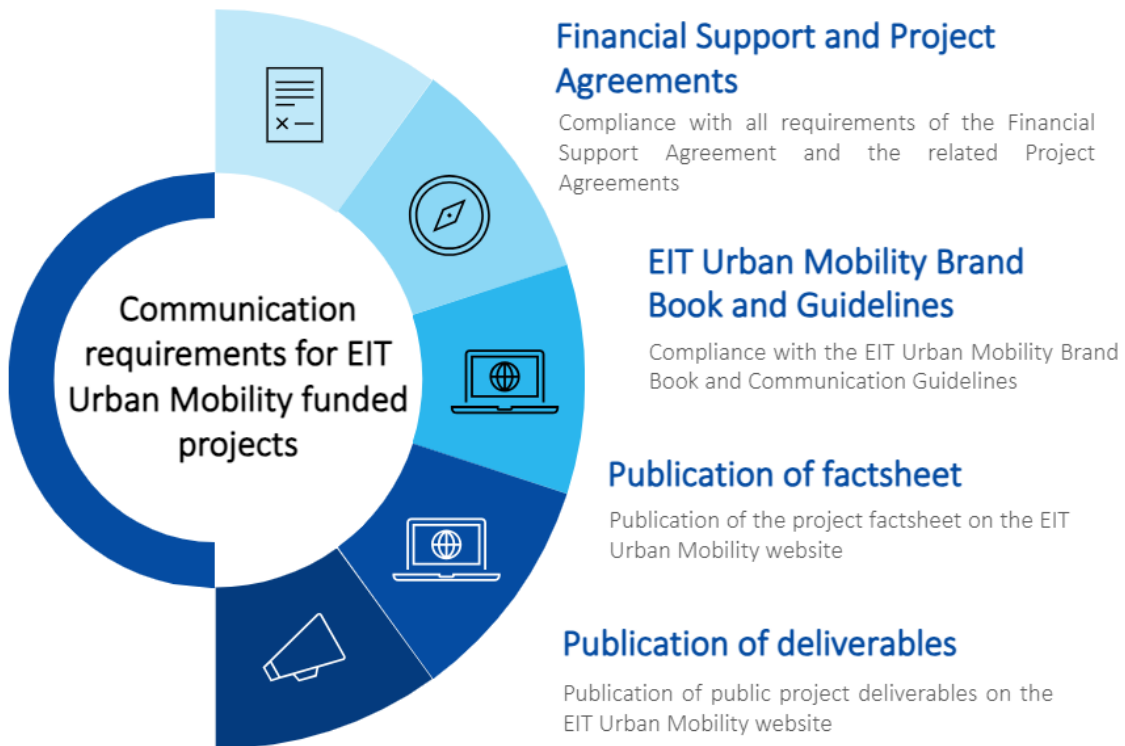 Communication
requirements for EIT
Urban Mobility funded
projects
Financial Support and Project
Agreements
Compliance with all requirements of the Financial
Support Agreement and the related Project
Agreements
EIT Urban Mobility Brand
Book and Guidelines
Compliance with the EIT Urban Mobility Brand
Book and Communication Guidelines
Publication of factsheet
Publication of the project factsheet on the EIT
Urban Mobility website
Publication of deliverables
Publication of public project deliverables on the
EIT Urban Mobility website